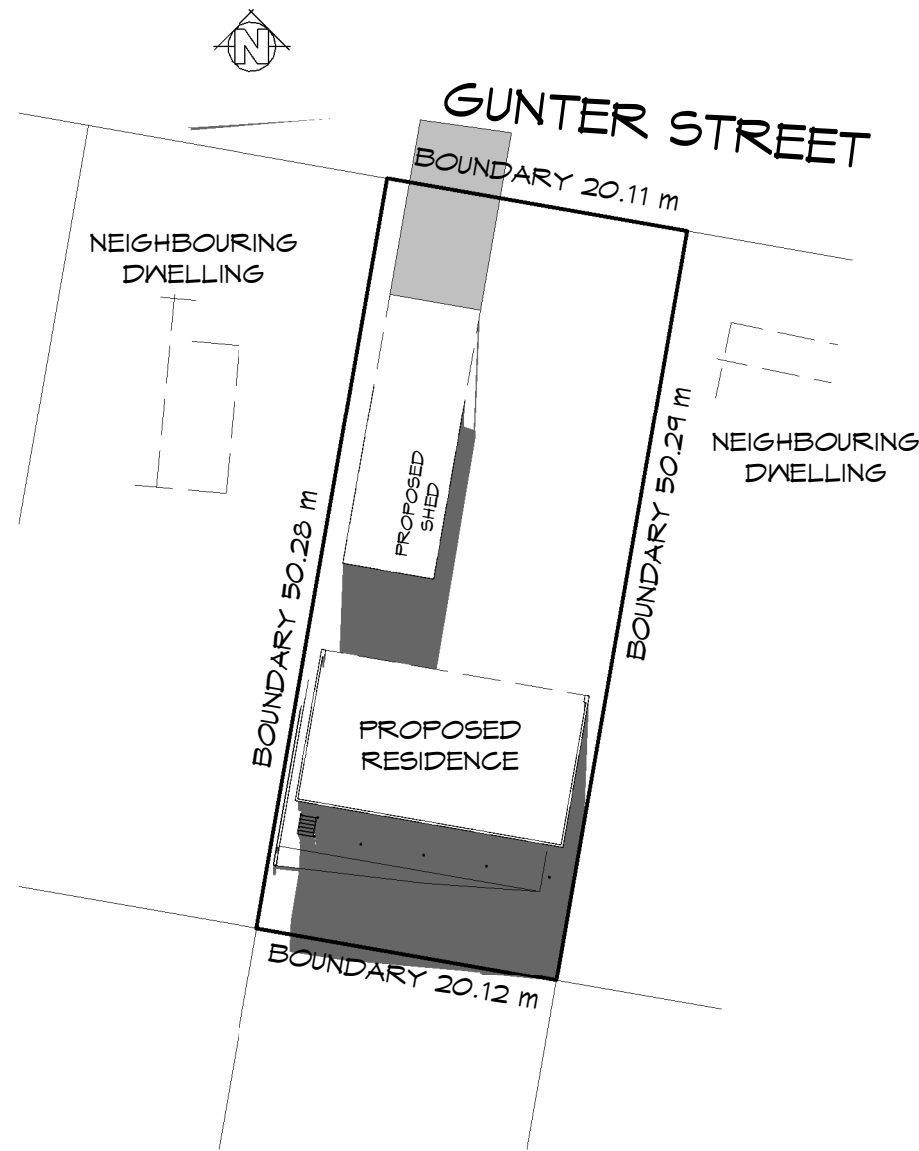 N
GUNTER STREET
BOUNDARY 20.11 m
NEIGHBOURING
DWELLING
NEIGHBOURING
DWELLING
BOUNDARY 50.29 m
PROPOSED
SHED
BOUNDARY 50.28 m
PROPOSED
RESIDENCE
BOUNDARY 20.12 m